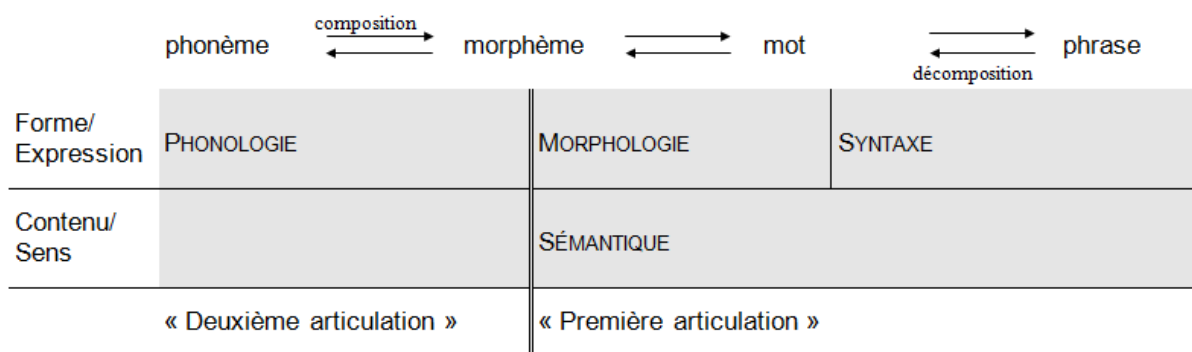 composition
phonème morphème mot phrase
décomposition
Forme/
Expression PHONOLOGIE MORPHOLOGIE SYNTAXE
Contenu/
Sens SÉMANTIQUE
« Deuxième articulation » « Première articulation »